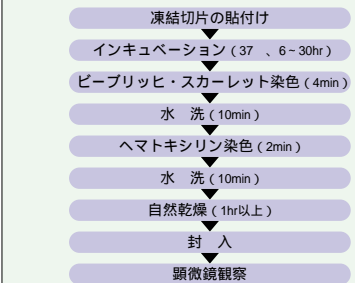 凍結切片の貼付け
インキュベーション(37 、6~30hr)
ビーブリッヒ・スカーレット染色(4min)
水 洗(10min)
ヘマトキシリン染色(2min)
水 洗(10min)
自然乾燥(1hr以上)
封 入
顕微鏡観察